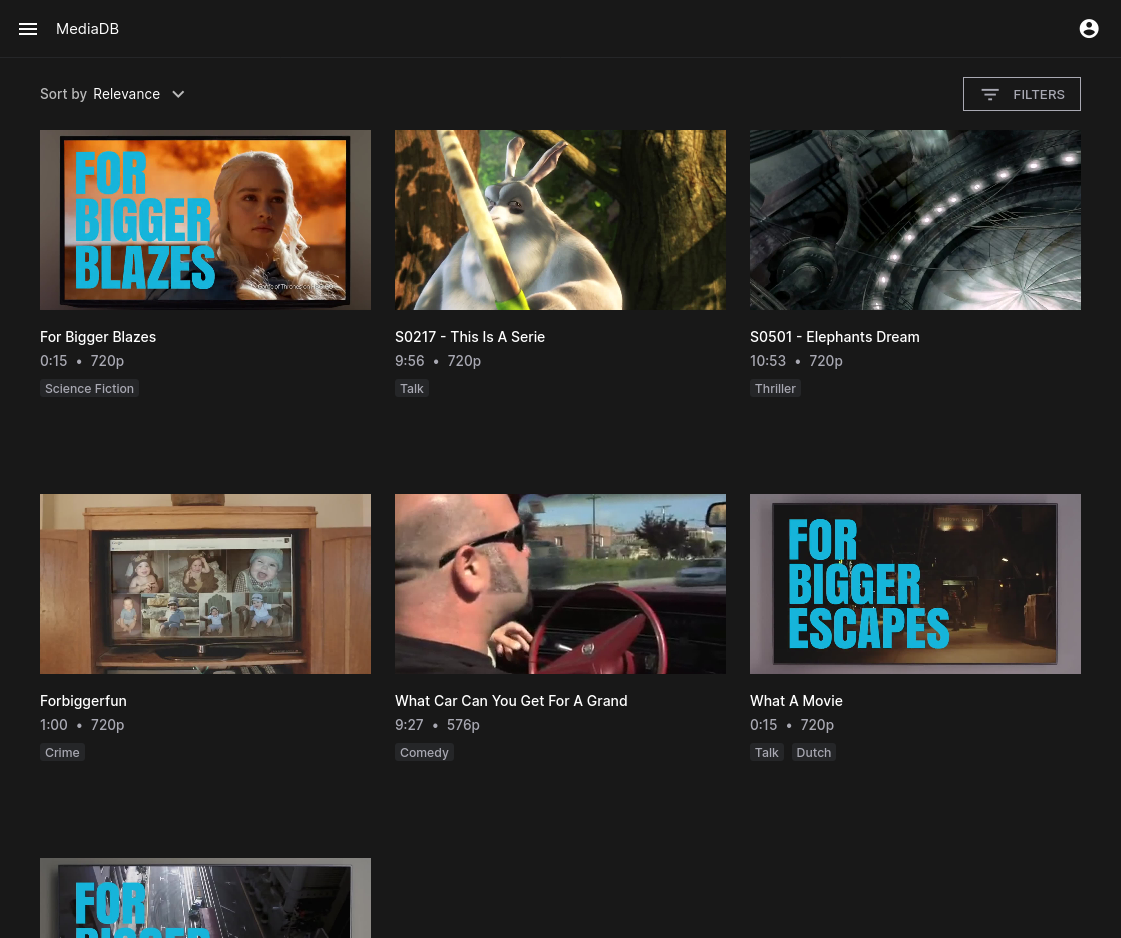 MediaDB
Sort by Relevance
FILTERS
FOR
BIGGER
BLAZES
For Bigger Blazes
0:15 • 720p
Science Fiction
S0217 - This Is A Serie
9:56 • 720p
Talk
S0501 - Elephants Dream
10:53 • 720p
Thriller
Forbiggerfun
1:00 • 720p
Crime
What Car Can You Get For A Grand
9:27 • 576p
Comedy
FOR
BIGGER
ESCAPES
What A Movie
0:15 • 720p
Talk Dutch
FOR
BIGGER